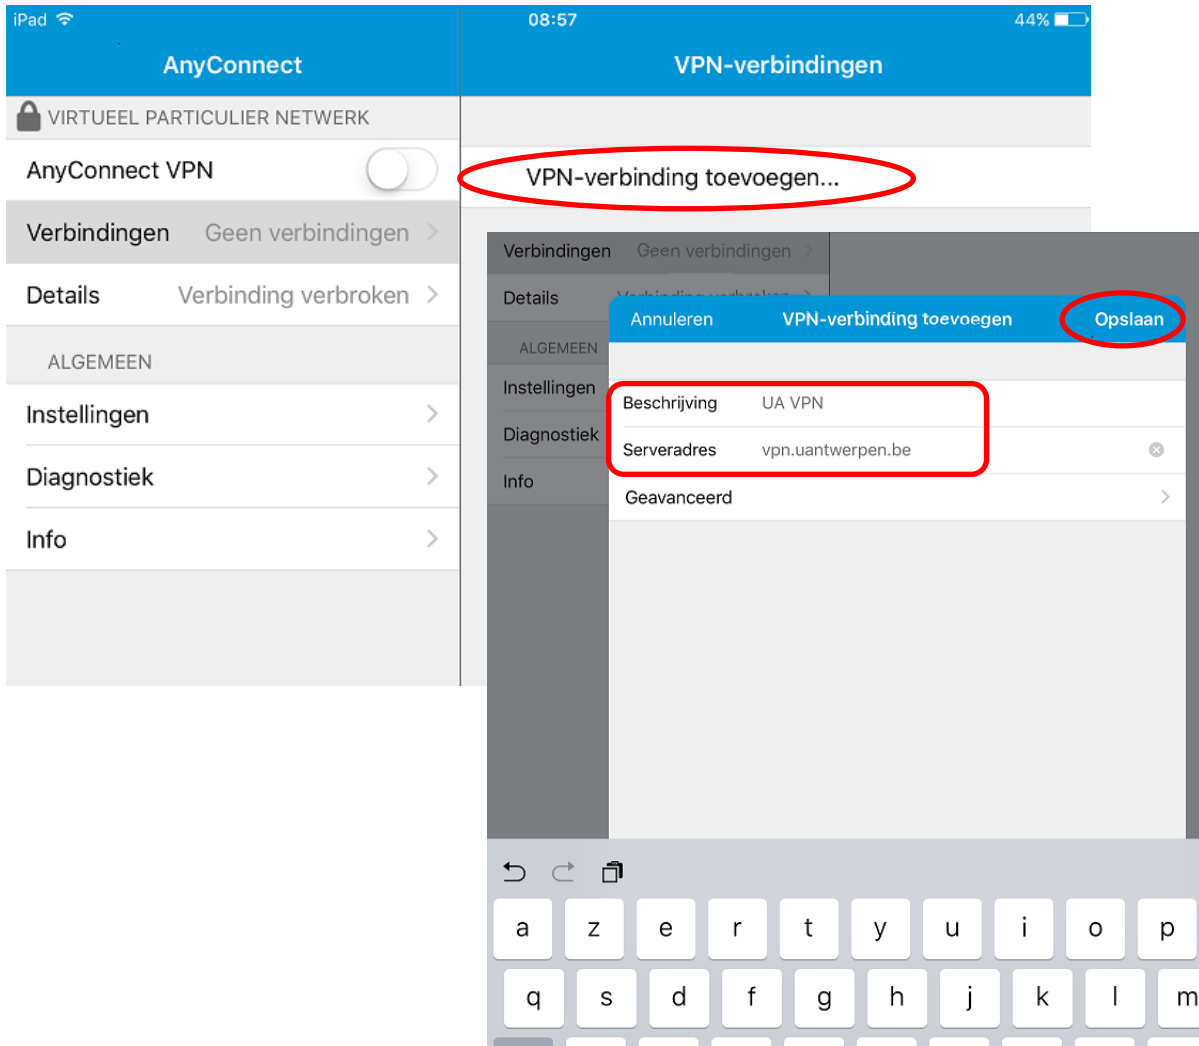 iPad 08:57 44%
AnyConnect
VPN-verbindingen
VIRTUEEL PARTICULIER NETWERK
AnyConnect VPN
VPN-verbinding toevoegen...
Verbindingen Geen verbindingen
Details Verbinding verbroken
ALGEMEEN
Instellingen
Diagnostiek
Info
Verbindingen Geen verbindingen
Details Verbinding verbroken
ALGEMEEN
Instellingen
Diagnostiek
Info
Annuleren VPN-verbinding toevoegen Opslaan
Beschrijving UA VPN
Serveradres vpn.uantwerpen.be
Geavanceerd
a z e r t y u i o p
q s d f g h j k l m